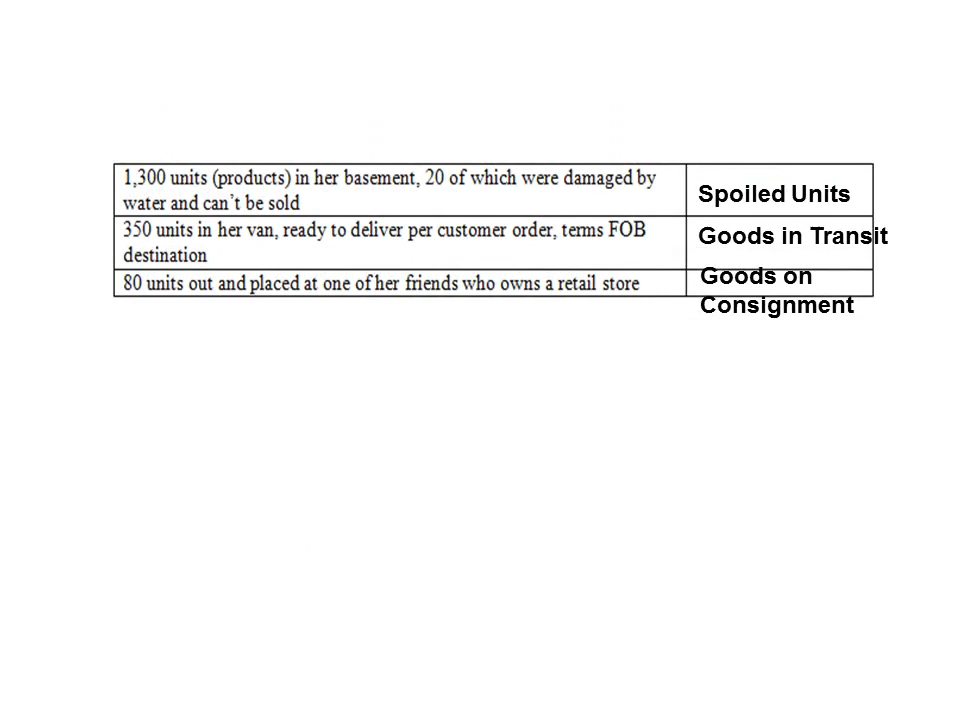 1,300 units (products) in her basement, 20 of which were damaged by
water and can't be sold
Spoiled Units
350 units in her van, ready to deliver per customer order, terms FOB
destination
Goods in Transit
80 units out and placed at one of her friends who owns a retail store
Goods on
Consignment